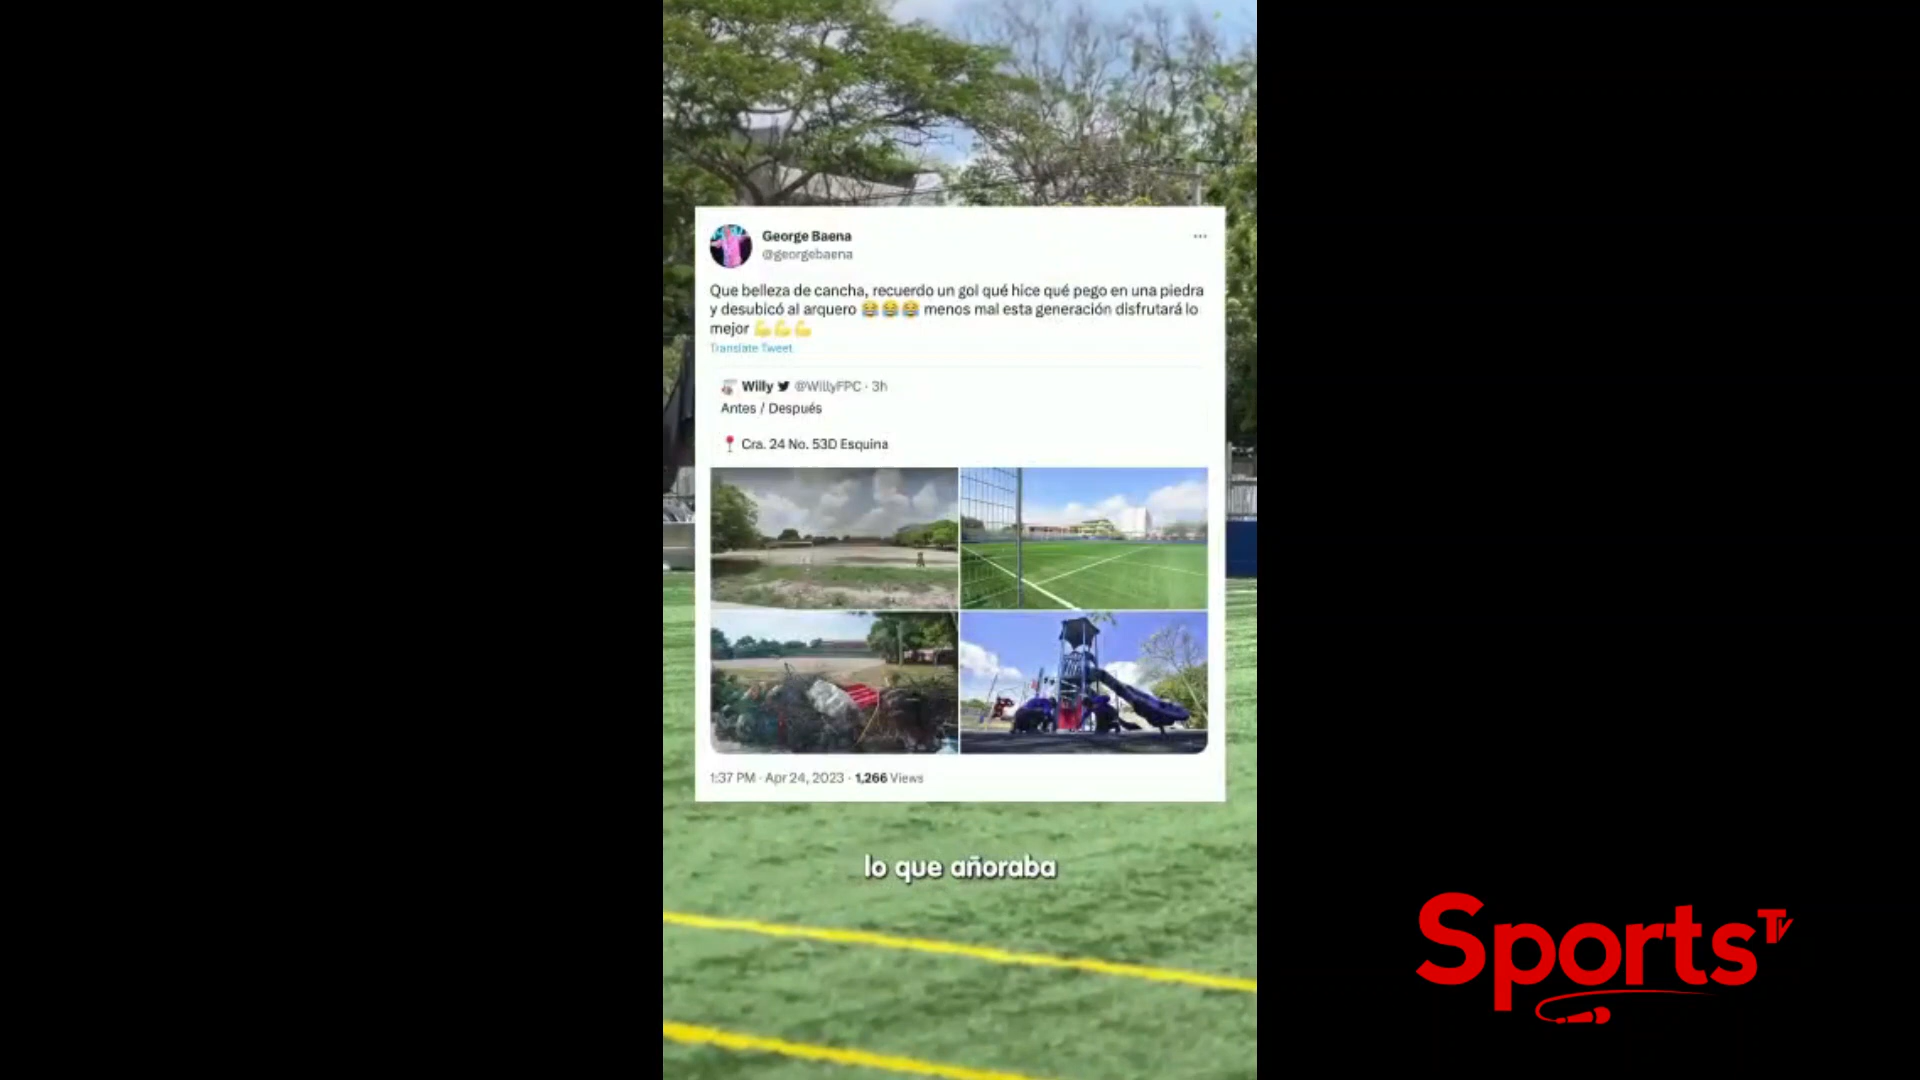 George Baena
@georgebaena
Que belleza de cancha, recuerdo un gol qué hice qué pego en una piedra
y desubicó al arquero 😂😂😂 menos mal esta generación disfrutará lo
mejor 💪💪💪
Translate Tweet
Willy @WillyFPC · 3h
Antes / Después
📍 Cra. 24 No. 53D Esquina
1:37 PM · Apr 24, 2023 · 1,266 Views
lo que añoraba
Sports TV